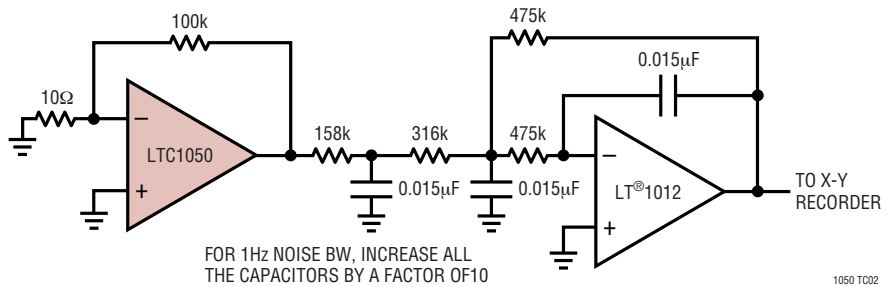 475k
100k
0.015µF
10Ω
–
158k
316k
475k
–
LTC1050
LT®1012
+
0.015µF
0.015µF
TO X-Y
RECORDER
+
FOR 1Hz NOISE BW, INCREASE ALL
THE CAPACITORS BY A FACTOR OF10
1050 TC02